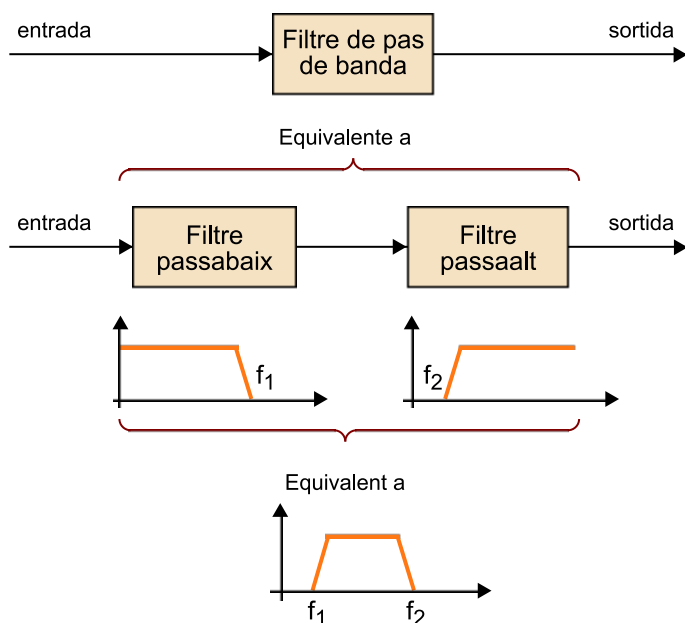 entrada
Filtre de pas
de banda
sortida
Equivalente a
entrada
Filtre
passabaix
Filtre
passaalt
sortida
f1
f2
Equivalent a
f1
f2